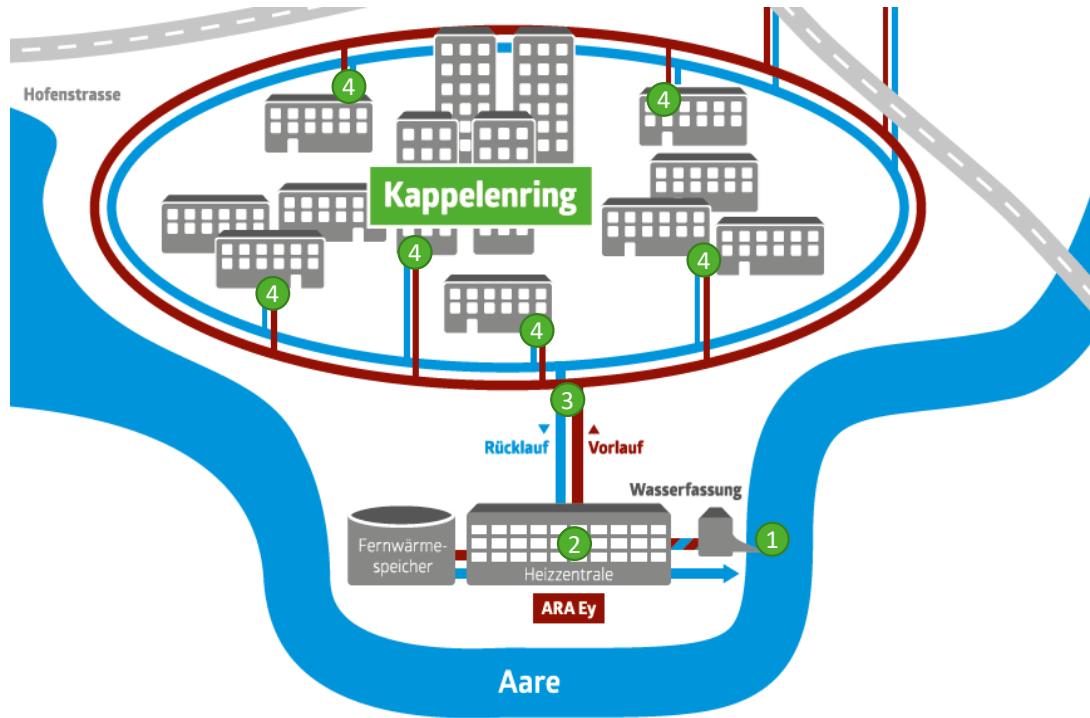 4
4
Hofenstrasse
Kappelenring
4
4
4
4
3
Rücklauf
Vorlauf
Wasserfassung
1
2
Fernwärme-
speicher
Heizzentrale
ARA Ey
Aare